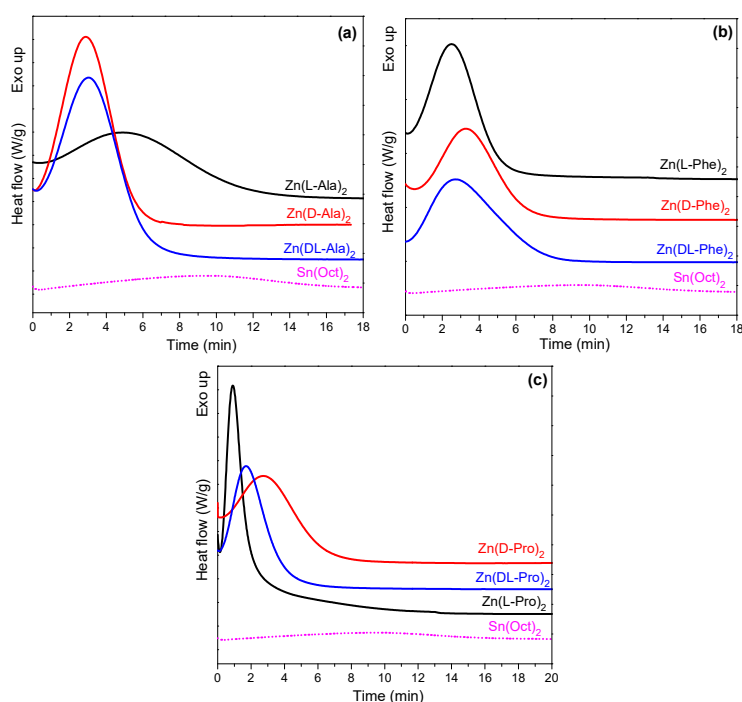 (a)
Exo up
Heat flow (W/g)
Zn(L-Ala)2
Zn(D-Ala)2
Zn(DL-Ala)2
Sn(Oct)2
0 2 4 6 8 10 12 14 16 18
Time (min)
(b)
Exo up
Heat flow (W/g)
Zn(L-Phe)2
Zn(D-Phe)2
Zn(DL-Phe)2
Sn(Oct)2
0 2 4 6 8 10 12 14 16 18
Time (min)
(c)
Exo up
Heat flow (W/g)
Zn(D-Pro)2
Zn(DL-Pro)2
Zn(L-Pro)2
Sn(Oct)2
0 2 4 6 8 10 12 14 16 18 20
Time (min)